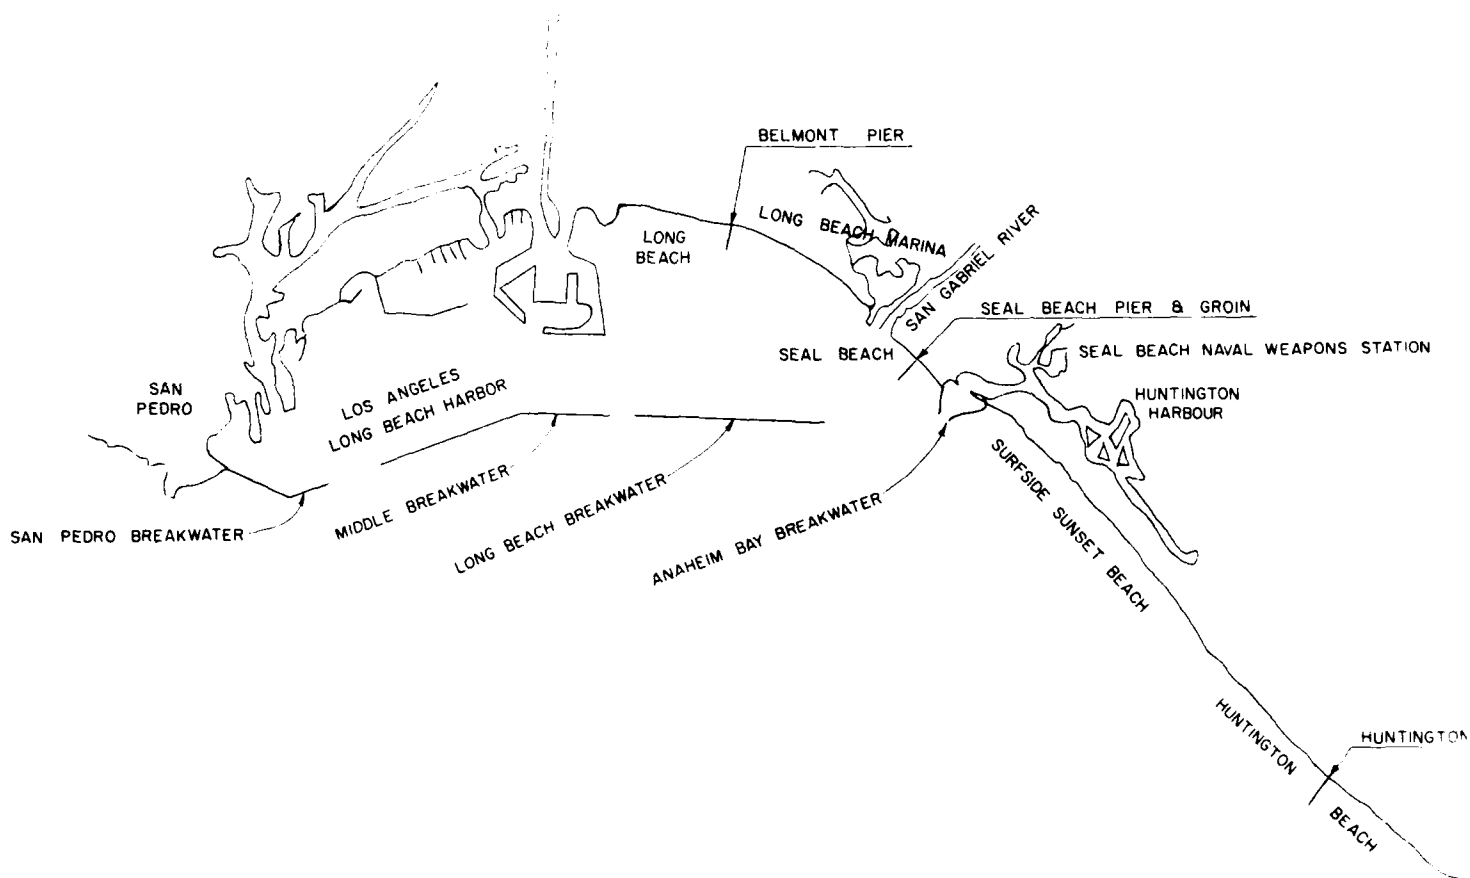 BELMONT PIER
LONG BEACH MARINA
SAN GABRIEL RIVER
LONG
BEACH
SEAL BEACH PIER & GROIN
SEAL BEACH
SEAL BEACH NAVAL WEAPONS STATION
SAN
PEDRO
LOS ANGELES
LONG BEACH HARBOR
HUNTINGTON
HARBOUR
SAN PEDRO BREAKWATER
MIDDLE BREAKWATER
LONG BEACH BREAKWATER
ANAHEIM BAY BREAKWATER
SURFSIDE SUNSET BEACH
HUNTINGTON
BEACH
HUNTINGTON